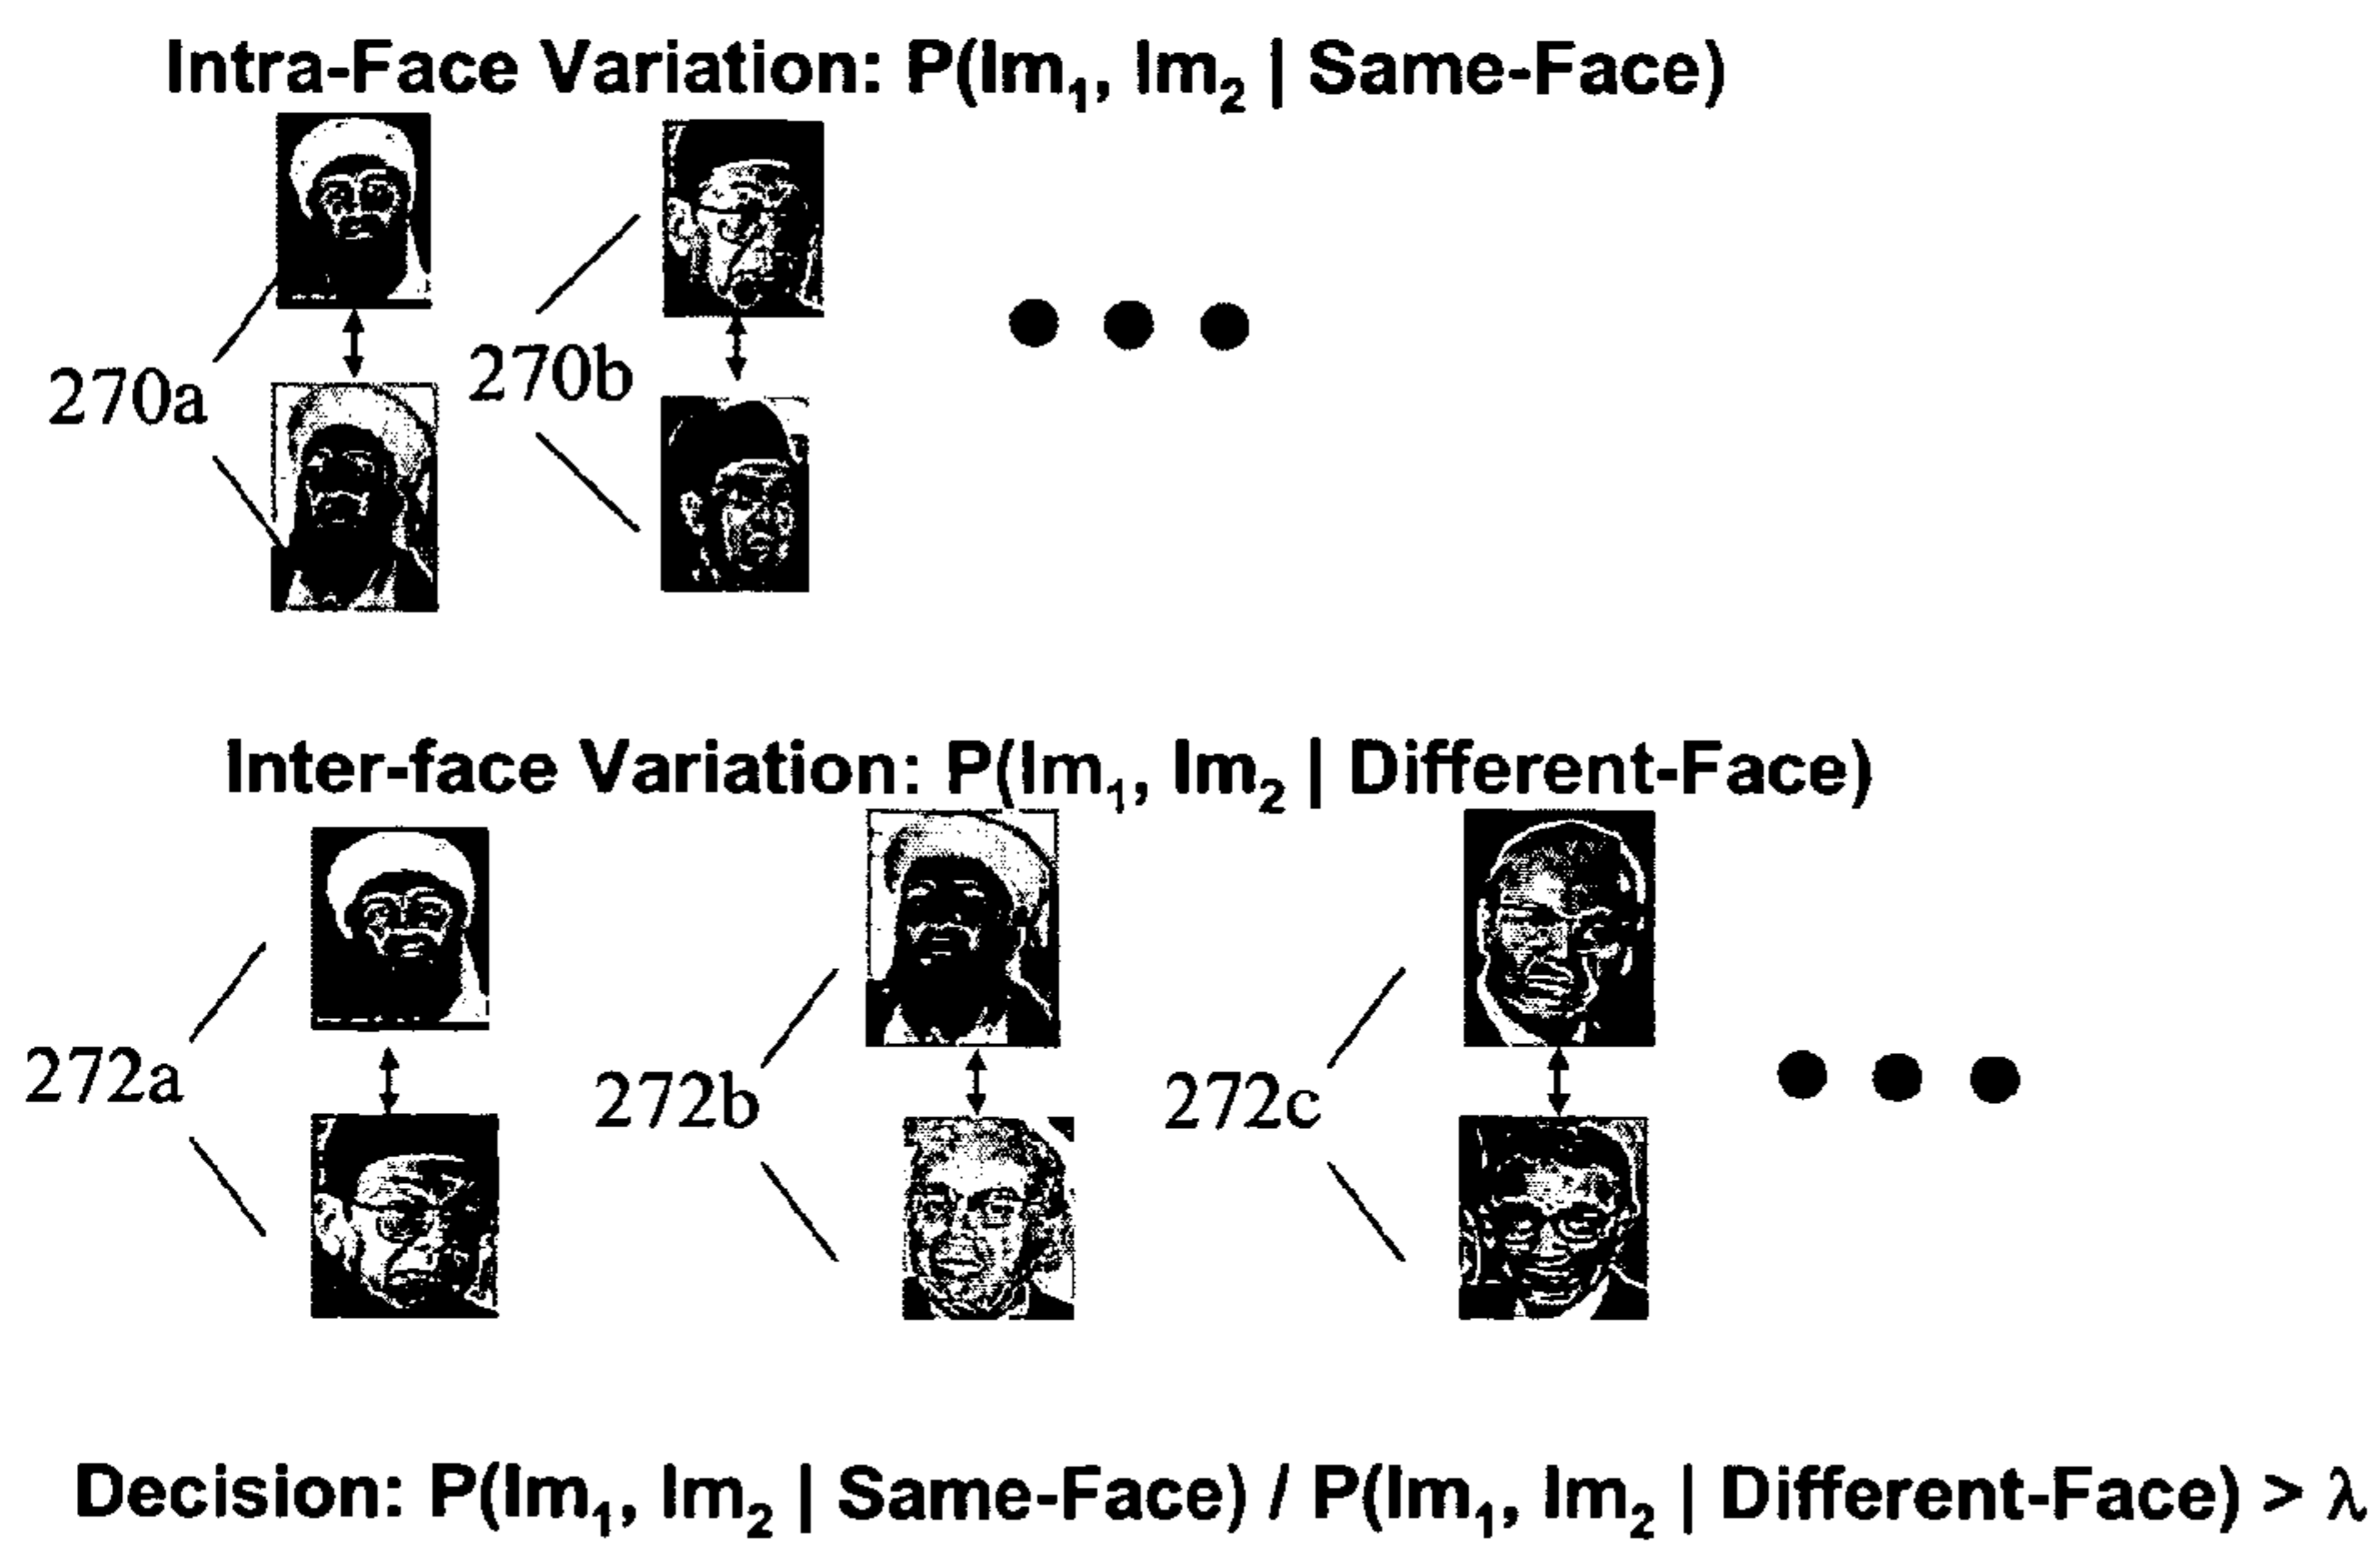 Intra-Face Variation: P(Im₁, Im₂ | Same-Face)
270a
270b
Inter-face Variation: P(Im₁, Im₂ | Different-Face)
272a
272b
272c
Decision: P(Im₁, Im₂ | Same-Face) / P(Im₁, Im₂ | Different-Face) > λ